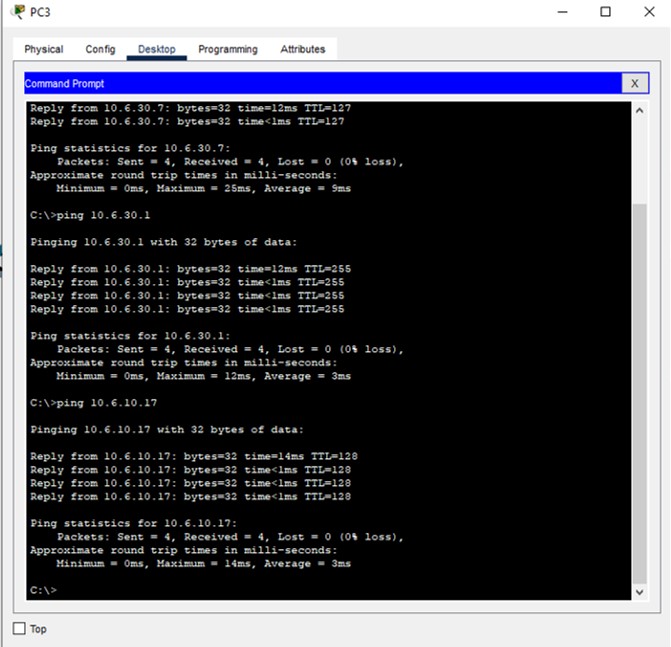 PC3
Physical Config Desktop Programming Attributes
Command Prompt X
Reply from 10.6.30.7: bytes=32 time=12ms TTL=127
Reply from 10.6.30.7: bytes=32 time<1ms TTL=127
Ping statistics for 10.6.30.7:
Packets: Sent = 4, Received = 4, Lost = 0 (0% loss),
Approximate round trip times in milli-seconds:
Minimum = 0ms, Maximum = 25ms, Average = 9ms
C:\>ping 10.6.30.1
Pinging 10.6.30.1 with 32 bytes of data:
Reply from 10.6.30.1: bytes=32 time=12ms TTL=255
Reply from 10.6.30.1: bytes=32 time<1ms TTL=255
Reply from 10.6.30.1: bytes=32 time<1ms TTL=255
Reply from 10.6.30.1: bytes=32 time<1ms TTL=255
Ping statistics for 10.6.30.1:
Packets: Sent = 4, Received = 4, Lost = 0 (0% loss),
Approximate round trip times in milli-seconds:
Minimum = 0ms, Maximum = 12ms, Average = 3ms
C:\>ping 10.6.10.17
Pinging 10.6.10.17 with 32 bytes of data:
Reply from 10.6.10.17: bytes=32 time=14ms TTL=128
Reply from 10.6.10.17: bytes=32 time<1ms TTL=128
Reply from 10.6.10.17: bytes=32 time<1ms TTL=128
Reply from 10.6.10.17: bytes=32 time<1ms TTL=128
Ping statistics for 10.6.10.17:
Packets: Sent = 4, Received = 4, Lost = 0 (0% loss),
Approximate round trip times in milli-seconds:
Minimum = 0ms, Maximum = 14ms, Average = 3ms
C:\>
Top